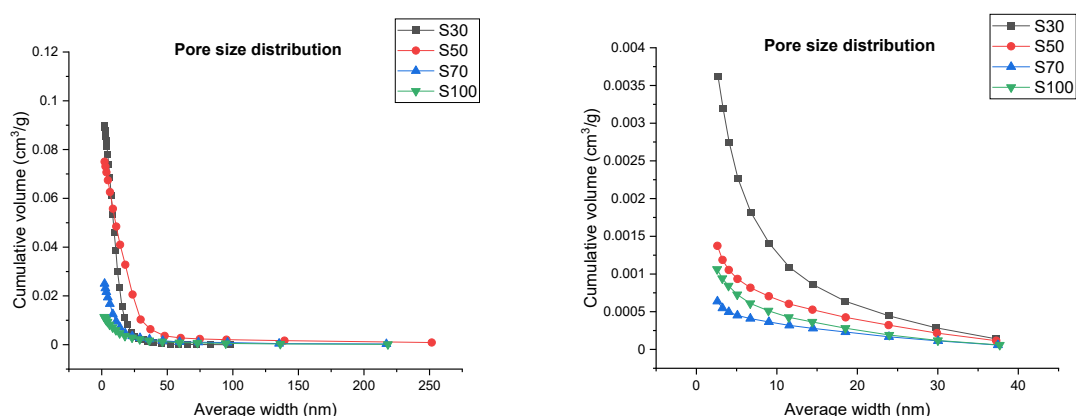 Pore size distribution
S30
S50
S70
S100
Cumulative volume (cm³/g)
0.12
0.1
0.08
0.06
0.04
0.02
0
0
50
100
150
200
250
Average width (nm)
Pore size distribution
S30
S50
S70
S100
Cumulative volume (cm³/g)
0.004
0.0035
0.003
0.0025
0.002
0.0015
0.001
0.0005
0
0
10
20
30
40
Average width (nm)